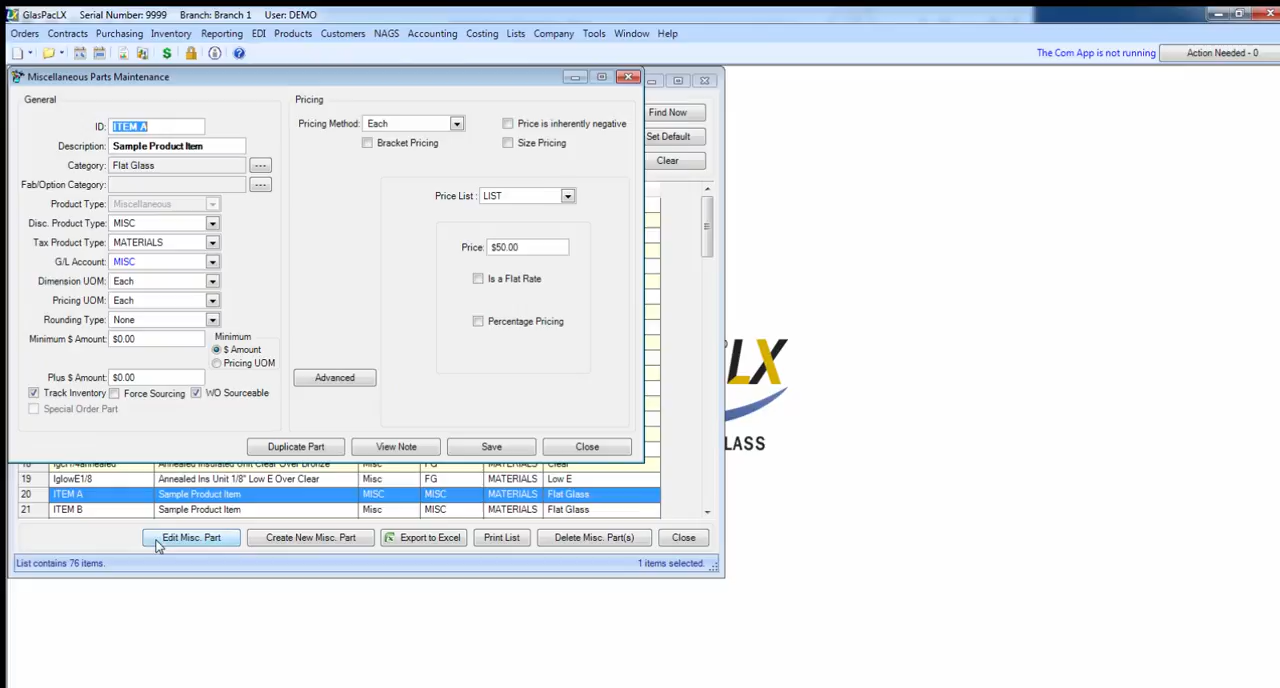 GlasPacLX Serial Number: 9999 Branch: Branch 1 User: DEMO
Orders Contracts Purchasing Inventory Reporting EDI Products Customers NAGS Accounting Costing Lists Company Tools Window Help
The Com App is not running Action Needed - 0
Miscellaneous Parts Maintenance
General
ID: ITEM A
Description: Sample Product Item
Category: Flat Glass ...
Fab/Option Category: ...
Product Type: Miscellaneous
Disc. Product Type: MISC
Tax Product Type: MATERIALS
G/L Account: MISC
Dimension UOM: Each
Pricing UOM: Each
Rounding Type: None
Minimum $ Amount: $0.00
Minimum
$ Amount
Pricing UOM
Plus $ Amount: $0.00
Track Inventory Force Sourcing WO Sourceable
Special Order Part
Pricing
Pricing Method: Each Price is inherently negative
Bracket Pricing Size Pricing
Price List : LIST
Price: $50.00
Is a Flat Rate
Percentage Pricing
Advanced
Duplicate Part View Note Save Close
Find Now
Set Default
Clear
LX
LASS
19 IglowE1/8 Annealed Ins Unit 1/8" Low E Over Clear Misc FG MATERIALS Low E
20 ITEM A Sample Product Item MISC MISC MATERIALS Flat Glass
21 ITEM B Sample Product Item Misc MISC MATERIALS Flat Glass
Edit Misc. Part Create New Misc. Part Export to Excel Print List Delete Misc. Part(s) Close
List contains 76 items. 1 items selected.